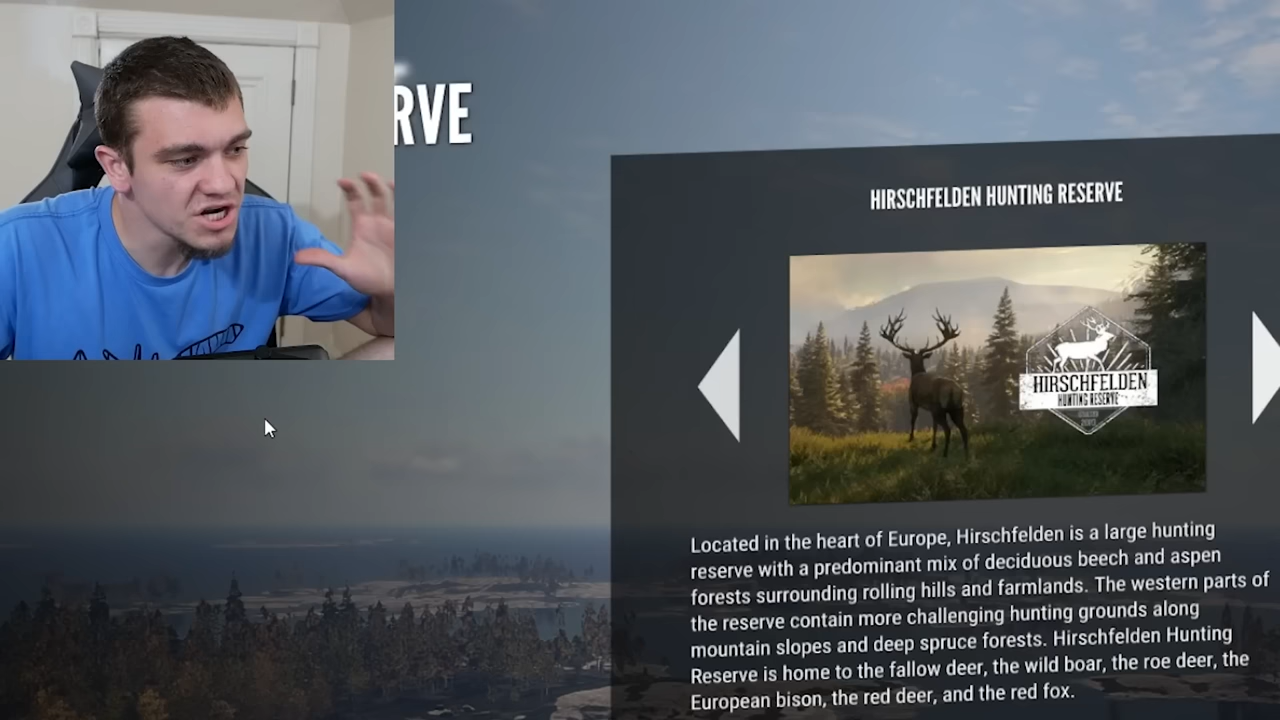 RVE
HIRSCHFELDEN HUNTING RESERVE
HIRSCHFELDEN
HUNTING RESERVE
Located in the heart of Europe, Hirschfelden is a large hunting
reserve with a predominant mix of deciduous beech and aspen
forests surrounding rolling hills and farmlands. The western parts of
the reserve contain more challenging hunting grounds along
mountain slopes and deep spruce forests. Hirschfelden Hunting
Reserve is home to the fallow deer, the wild boar, the roe deer, the
European bison, the red deer, and the red fox.